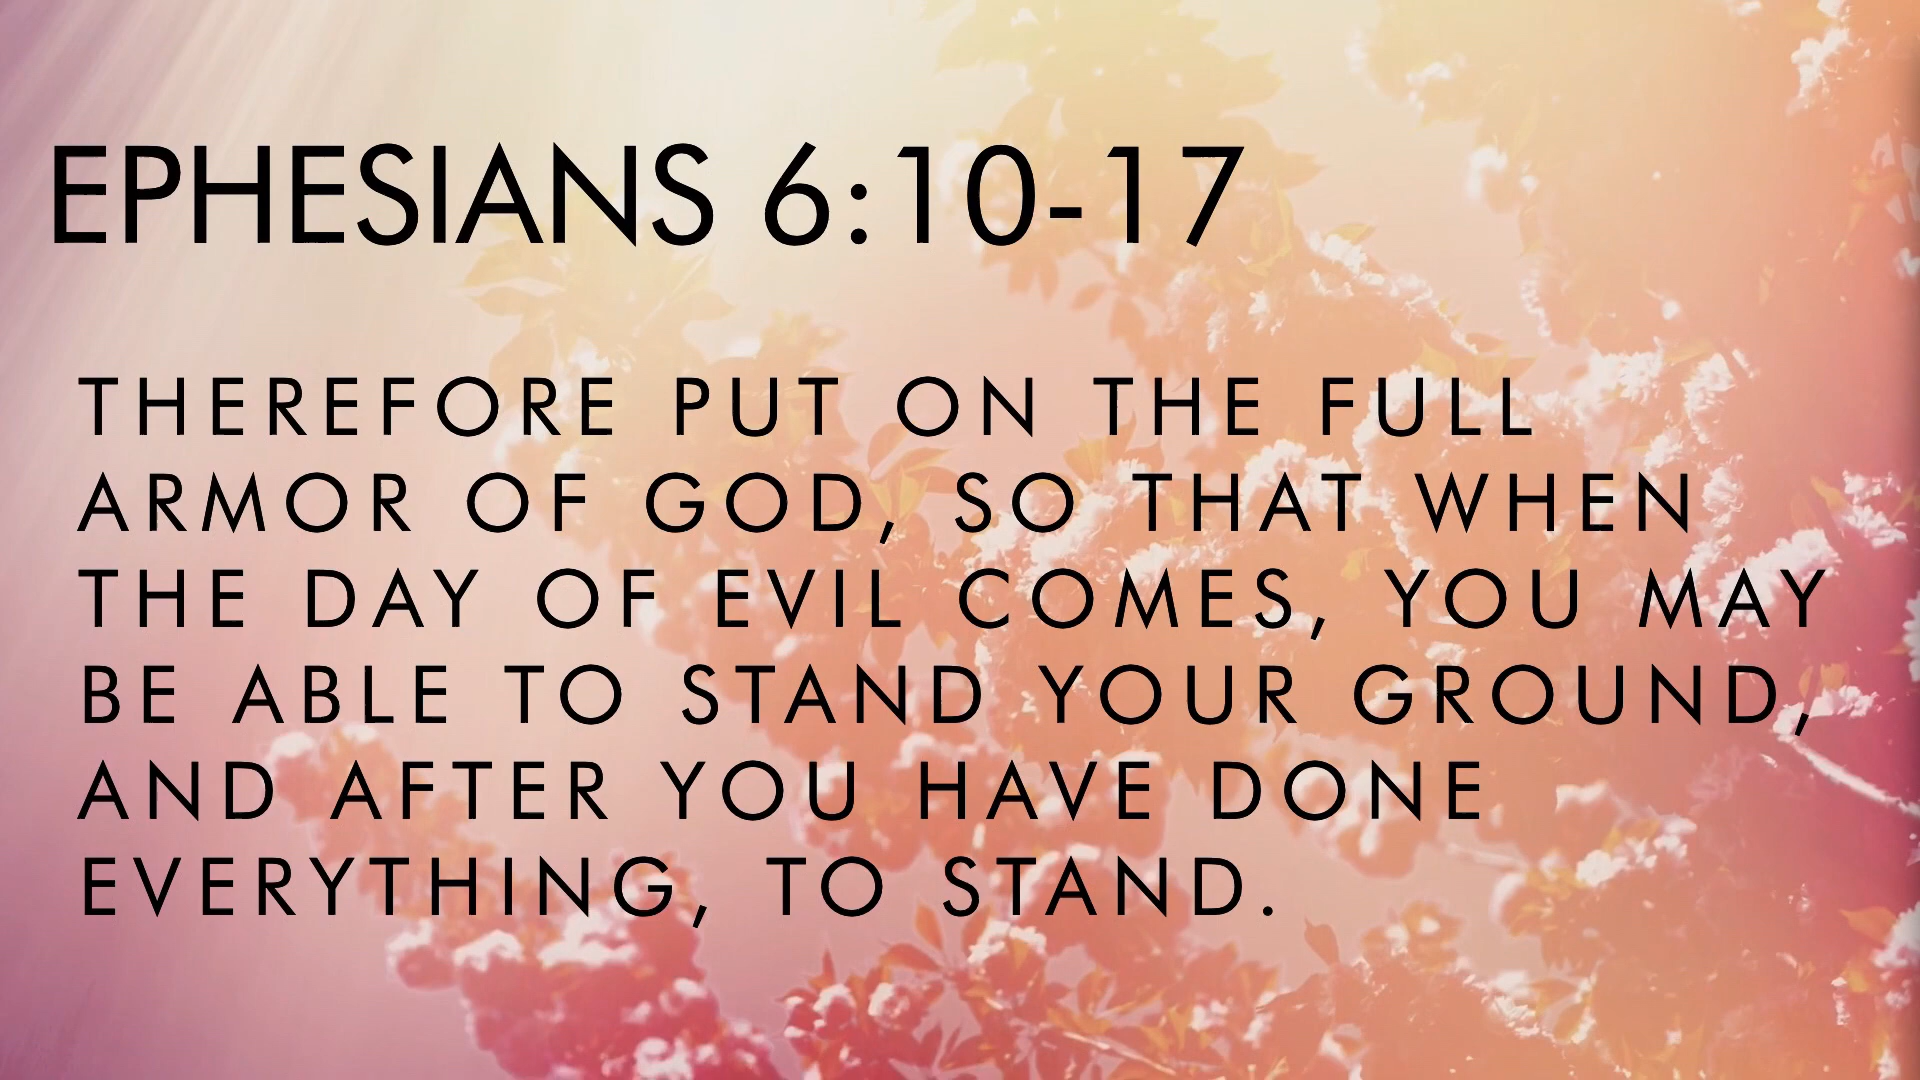 EPHESIANS 6:10-17
THEREFORE PUT ON THE FULL
ARMOR OF GOD, SO THAT WHEN
THE DAY OF EVIL COMES, YOU MAY
BE ABLE TO STAND YOUR GROUND,
AND AFTER YOU HAVE DONE
EVERYTHING, TO STAND.